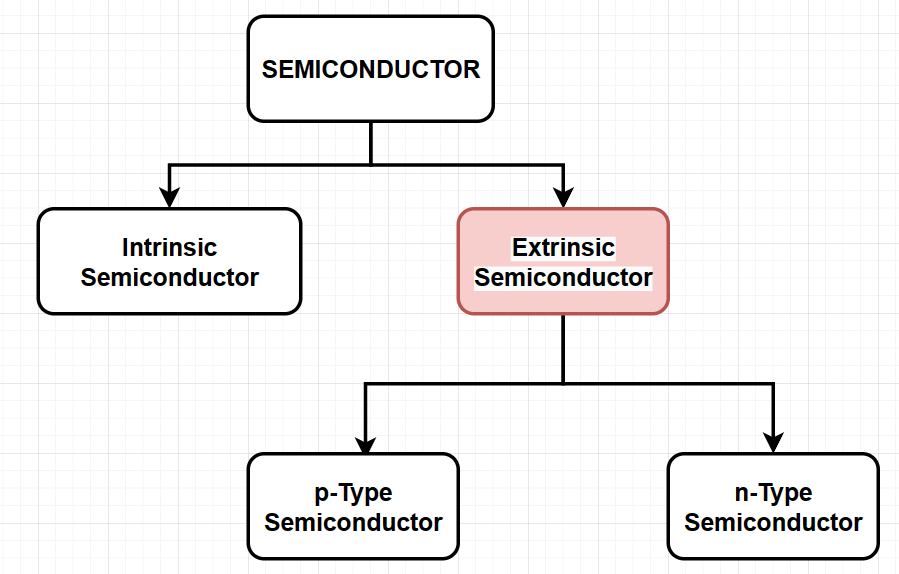 SEMICONDUCTOR
Intrinsic
Semiconductor
Extrinsic
Semiconductor
p-Type
Semiconductor
n-Type
Semiconductor